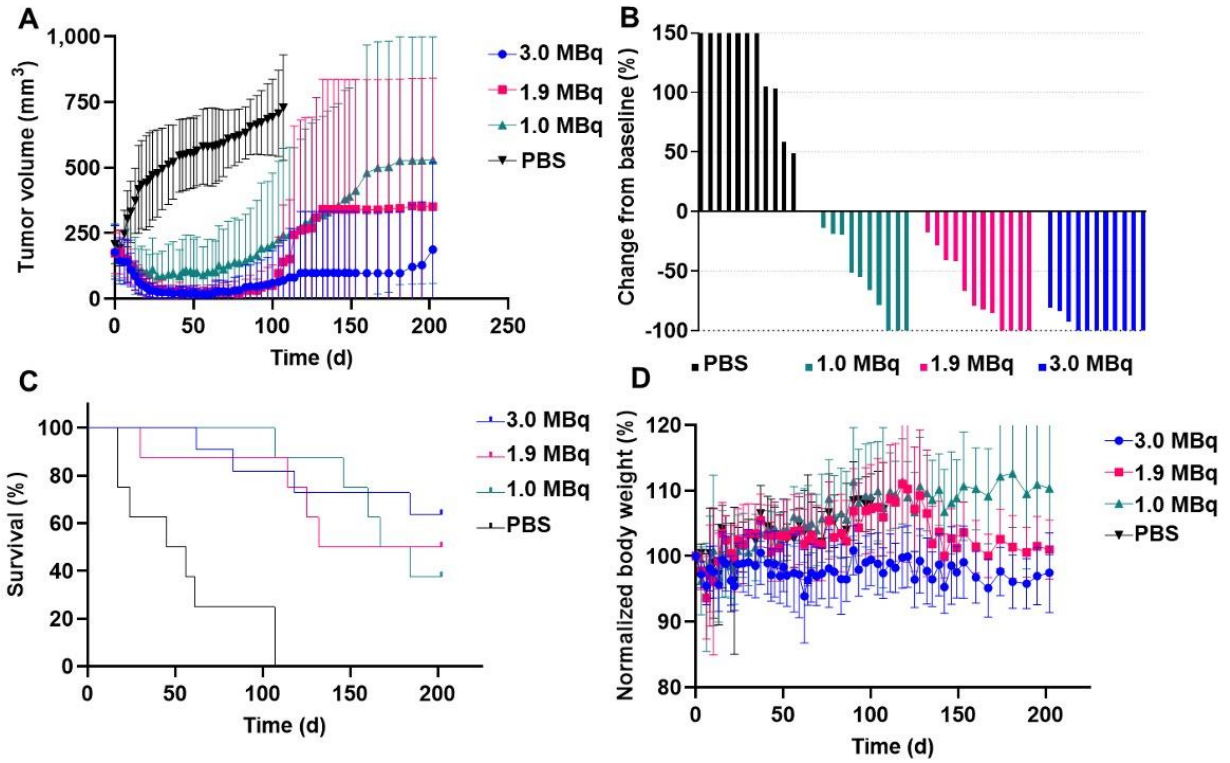 A
Tumor volume (mm³)
1,000
750
500
250
0
0 50 100 150 200 250
Time (d)
3.0 MBq
1.9 MBq
1.0 MBq
PBS
B
Change from baseline (%)
150
100
50
0
-50
-100
PBS 1.0 MBq 1.9 MBq 3.0 MBq
C
Survival (%)
100
80
60
40
20
0
0 50 100 150 200
Time (d)
3.0 MBq
1.9 MBq
1.0 MBq
PBS
D
Normalized body weight (%)
120
110
100
90
80
0 50 100 150 200
Time (d)
3.0 MBq
1.9 MBq
1.0 MBq
PBS